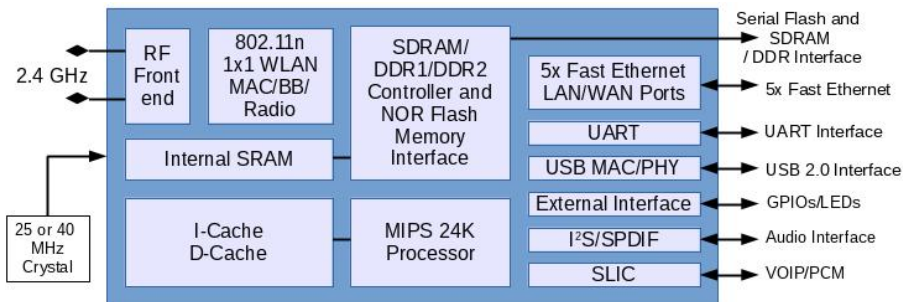 2.4 GHz
RF
Front
end
802.11n
1x1 WLAN
MAC/BB/
Radio
SDRAM/
DDR1/DDR2
Controller and
NOR Flash
Memory
Interface
Internal SRAM
25 or 40
MHz
Crystal
I-Cache
D-Cache
MIPS 24K
Processor
5x Fast Ethernet
LAN/WAN Ports
UART
USB MAC/PHY
External Interface
I²S/SPDIF
SLIC
Serial Flash and
SDRAM
/ DDR Interface
5x Fast Ethernet
UART Interface
USB 2.0 Interface
GPIOs/LEDs
Audio Interface
VOIP/PCM